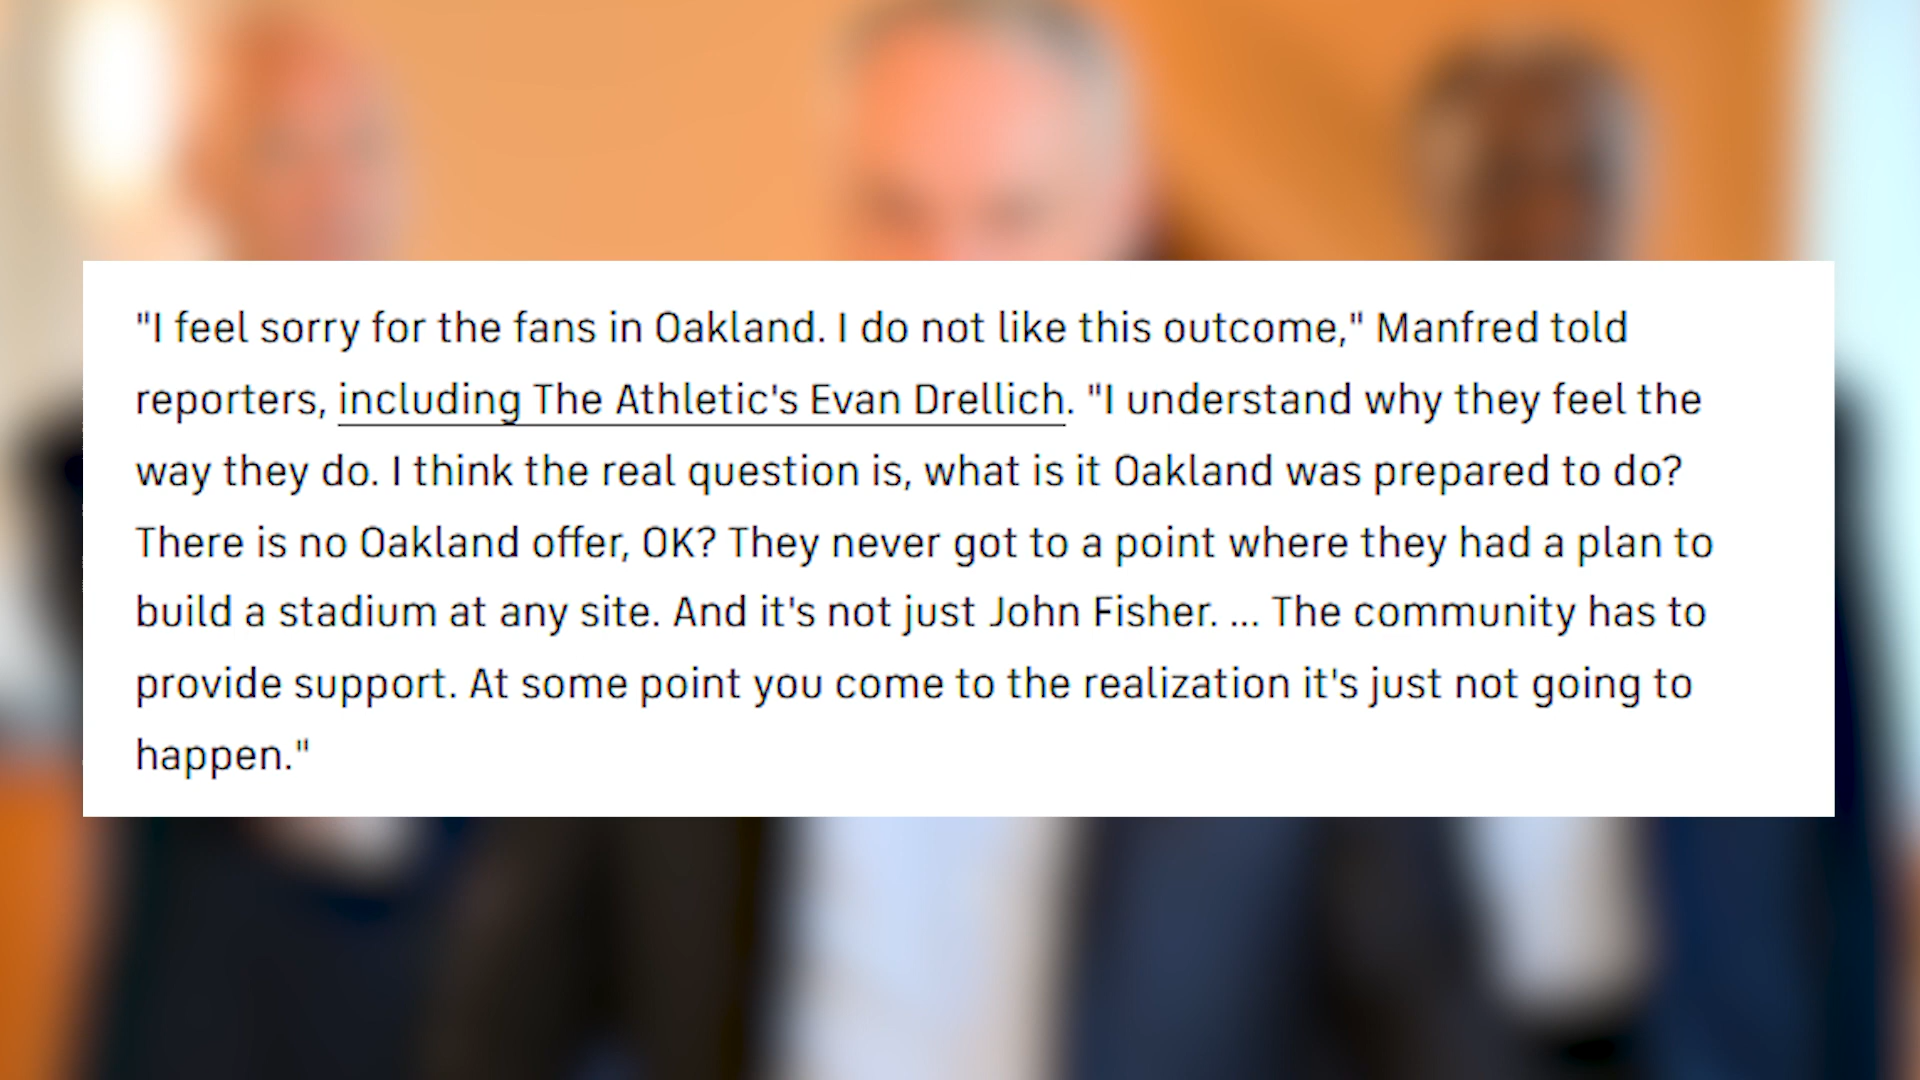 "I feel sorry for the fans in Oakland. I do not like this outcome," Manfred told
reporters, including The Athletic's Evan Drellich. "I understand why they feel the
way they do. I think the real question is, what is it Oakland was prepared to do?
There is no Oakland offer, OK? They never got to a point where they had a plan to
build a stadium at any site. And it's not just John Fisher. ... The community has to
provide support. At some point you come to the realization it's just not going to
happen."